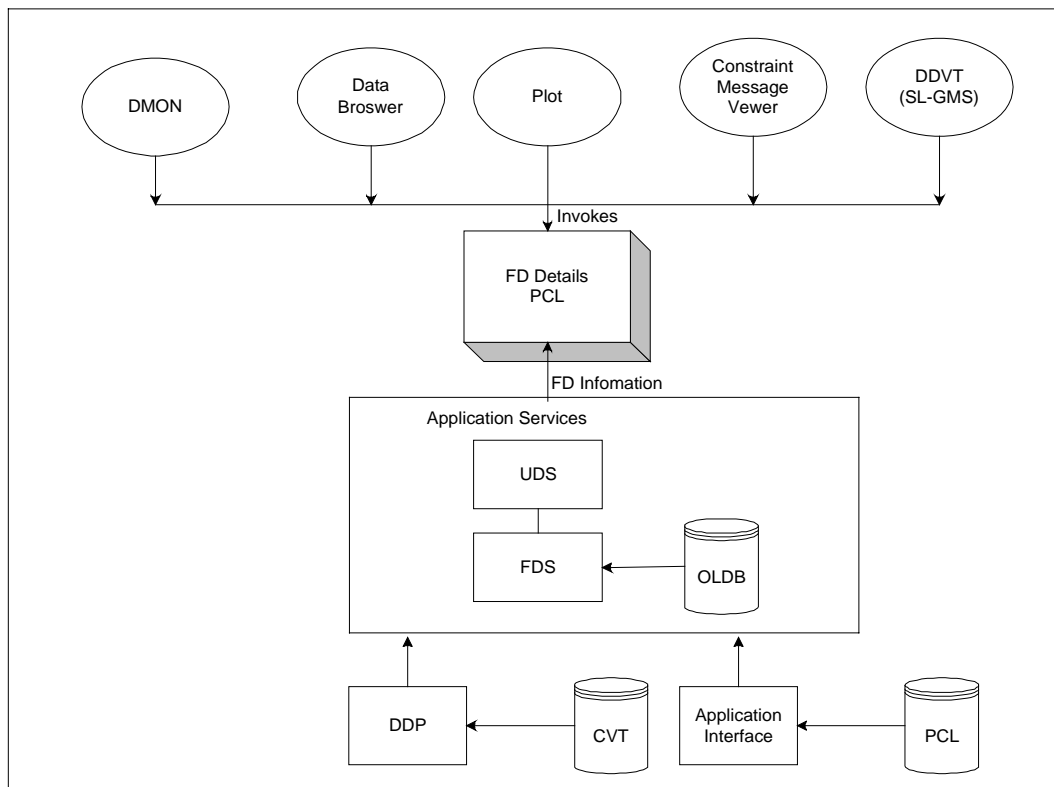 DMON
Data
Broswer
Plot
Constraint
Message
Vewer
DDVT
(SL-GMS)
Invokes
FD Details
PCL
FD Infomation
Application Services
UDS
FDS
OLDB
DDP
CVT
Application
Interface
PCL